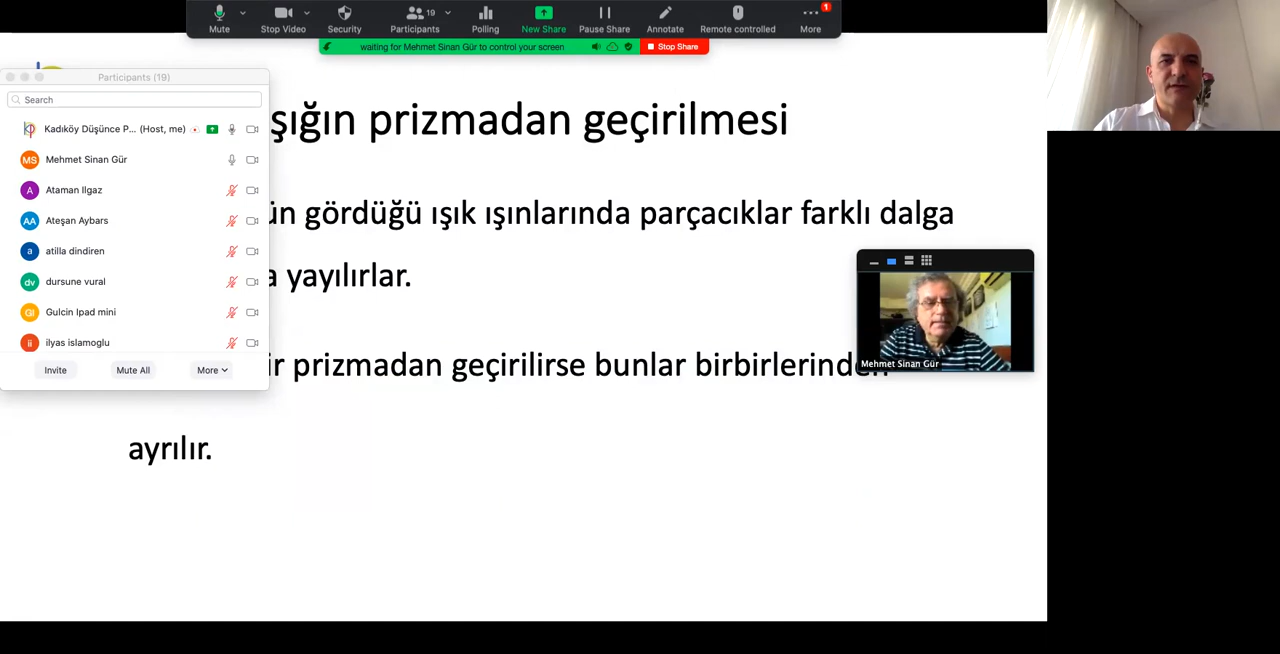 Mute
Stop Video
Security
Participants
19
Polling
New Share
Pause Share
Annotate
Remote controlled
More
1
waiting for Mehmet Sinan Gür to control your screen
Stop Share
Participants (19)
Search
Kadıköy Düşünce P... (Host, me)
MS Mehmet Sinan Gür
A Ataman Ilgaz
AA Ateşan Aybars
a atilla dindiren
dv dursune vural
Gi Gulcin Ipad mini
ii ilyas islamoglu
Invite
Mute All
More
şığın prizmadan geçirilmesi
ün gördüğü ışık ışınlarında parçacıklar farklı dalga
a yayılırlar.
ir prizmadan geçirilirse bunlar birbirlerinden
ayrılır.
Mehmet Sinan Gür